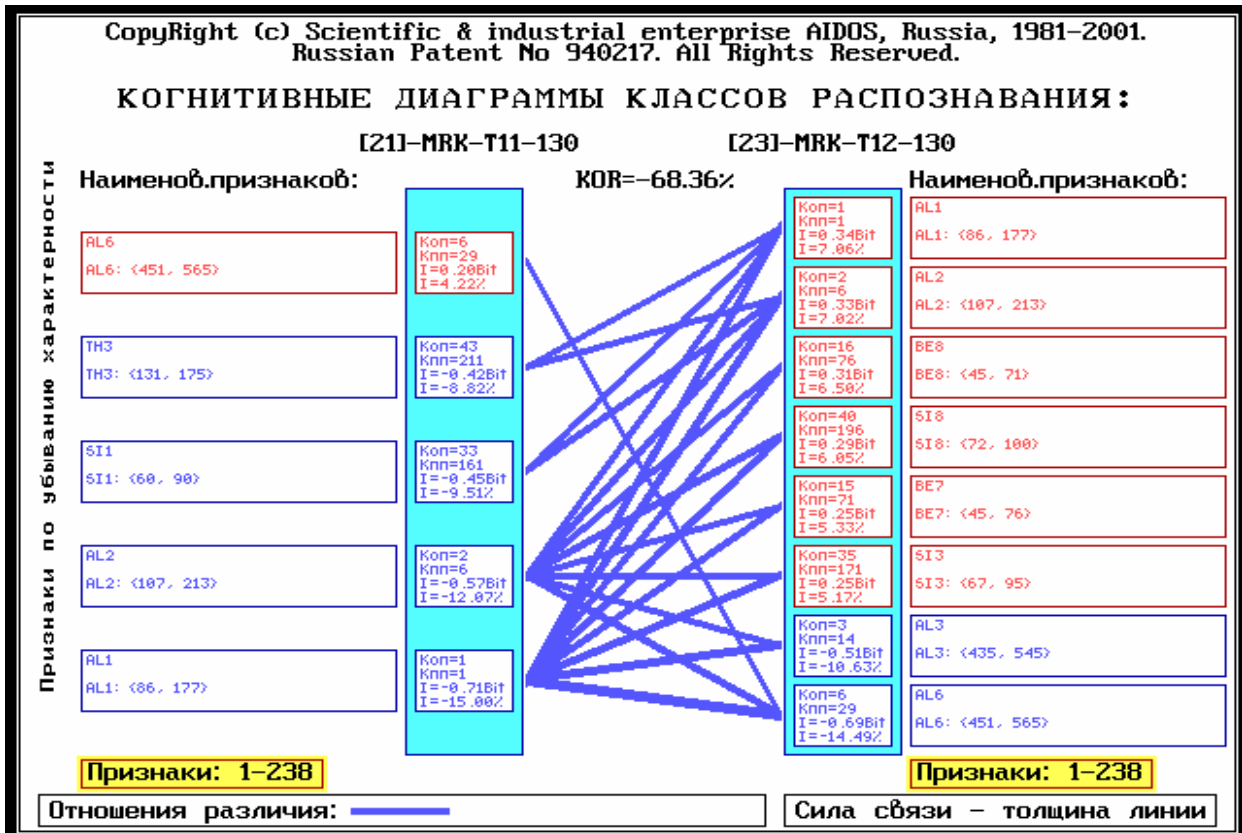 CopyRight (c) Scientific & industrial enterprise AIDOS, Russia, 1981-2001.
Russian Patent No 940217. All Rights Reserved.
КОГНИТИВНЫЕ ДИАГРАММЫ КЛАССОВ РАСПОЗНАВАНИЯ:
[21]-MRK-T11-130 [23]-MRK-T12-130
Наименов.признаков: KOR=-68.36% Наименов.признаков:
Признаки по убыванию характерности
AL6
AL6: {451, 565}
Коп=6
Кпп=29
I=0.20Bit
I=4.22%
TH3
TH3: {131, 175}
Коп=43
Кпп=211
I=-0.42Bit
I=-8.82%
SI1
SI1: {60, 90}
Коп=33
Кпп=161
I=-0.45Bit
I=-9.51%
AL2
AL2: {107, 213}
Коп=2
Кпп=6
I=-0.57Bit
I=-12.07%
AL1
AL1: {86, 177}
Коп=1
Кпп=1
I=-0.71Bit
I=-15.00%
Коп=1
Кпп=1
I=0.34Bit
I=7.06%
AL1
AL1: {86, 177}
Коп=2
Кпп=6
I=0.33Bit
I=7.02%
AL2
AL2: {107, 213}
Коп=16
Кпп=76
I=0.31Bit
I=6.50%
BE8
BE8: {45, 71}
Коп=40
Кпп=196
I=0.29Bit
I=6.05%
SI8
SI8: {72, 100}
Коп=15
Кпп=71
I=0.25Bit
I=5.33%
BE7
BE7: {45, 76}
Коп=35
Кпп=171
I=0.25Bit
I=5.17%
SI3
SI3: {67, 95}
Коп=3
Кпп=14
I=-0.51Bit
I=-10.63%
AL3
AL3: {435, 545}
Коп=6
Кпп=29
I=-0.69Bit
I=-14.49%
AL6
AL6: {451, 565}
Признаки: 1-238 Признаки: 1-238
Отношения различия: Сила связи - толщина линии